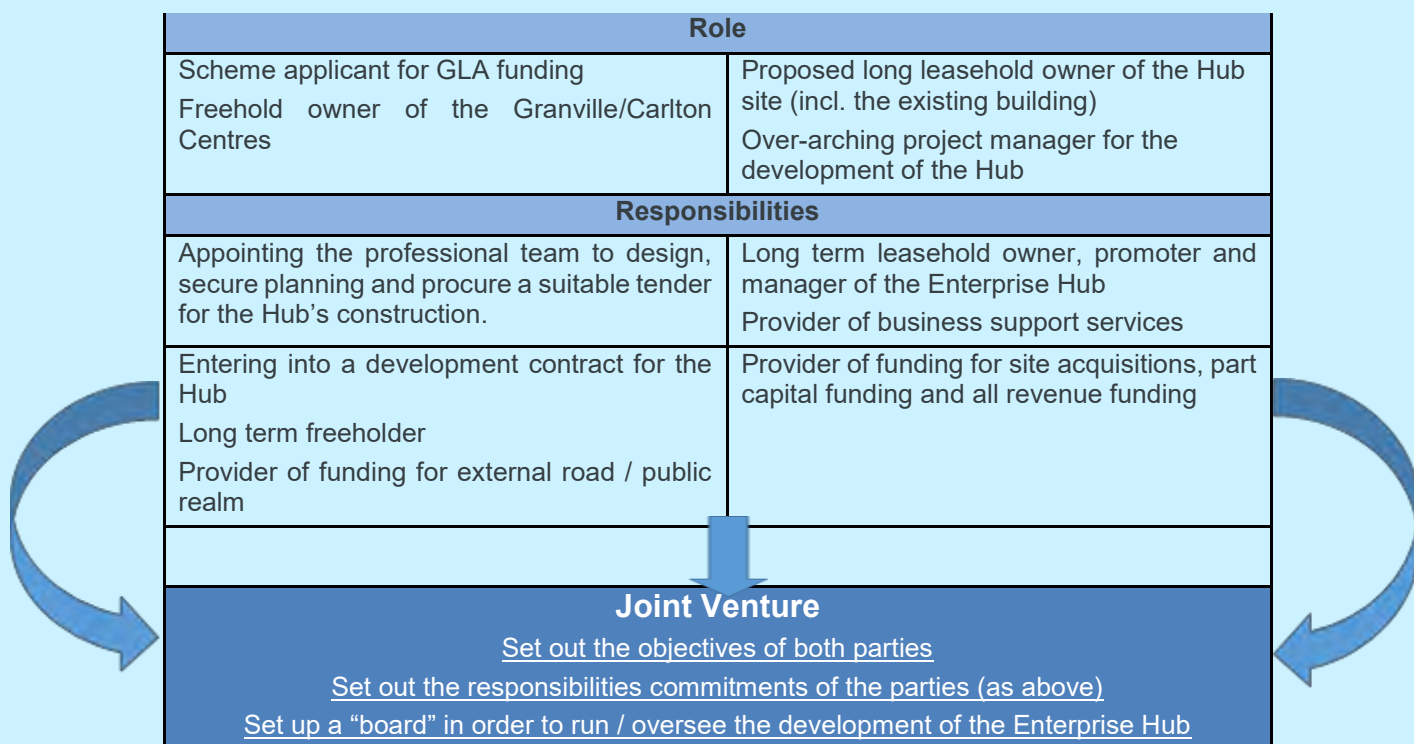 Role
Scheme applicant for GLA funding
Freehold owner of the Granville/Carlton
Centres
Proposed long leasehold owner of the Hub
site (incl. the existing building)
Over-arching project manager for the
development of the Hub
Responsibilities
Appointing the professional team to design,
secure planning and procure a suitable tender
for the Hub’s construction.
Long term leasehold owner, promoter and
manager of the Enterprise Hub
Provider of business support services
Entering into a development contract for the
Hub
Long term freeholder
Provider of funding for external road / public
realm
Provider of funding for site acquisitions, part
capital funding and all revenue funding
Joint Venture
Set out the objectives of both parties
Set out the responsibilities commitments of the parties (as above)
Set up a “board” in order to run / oversee the development of the Enterprise Hub